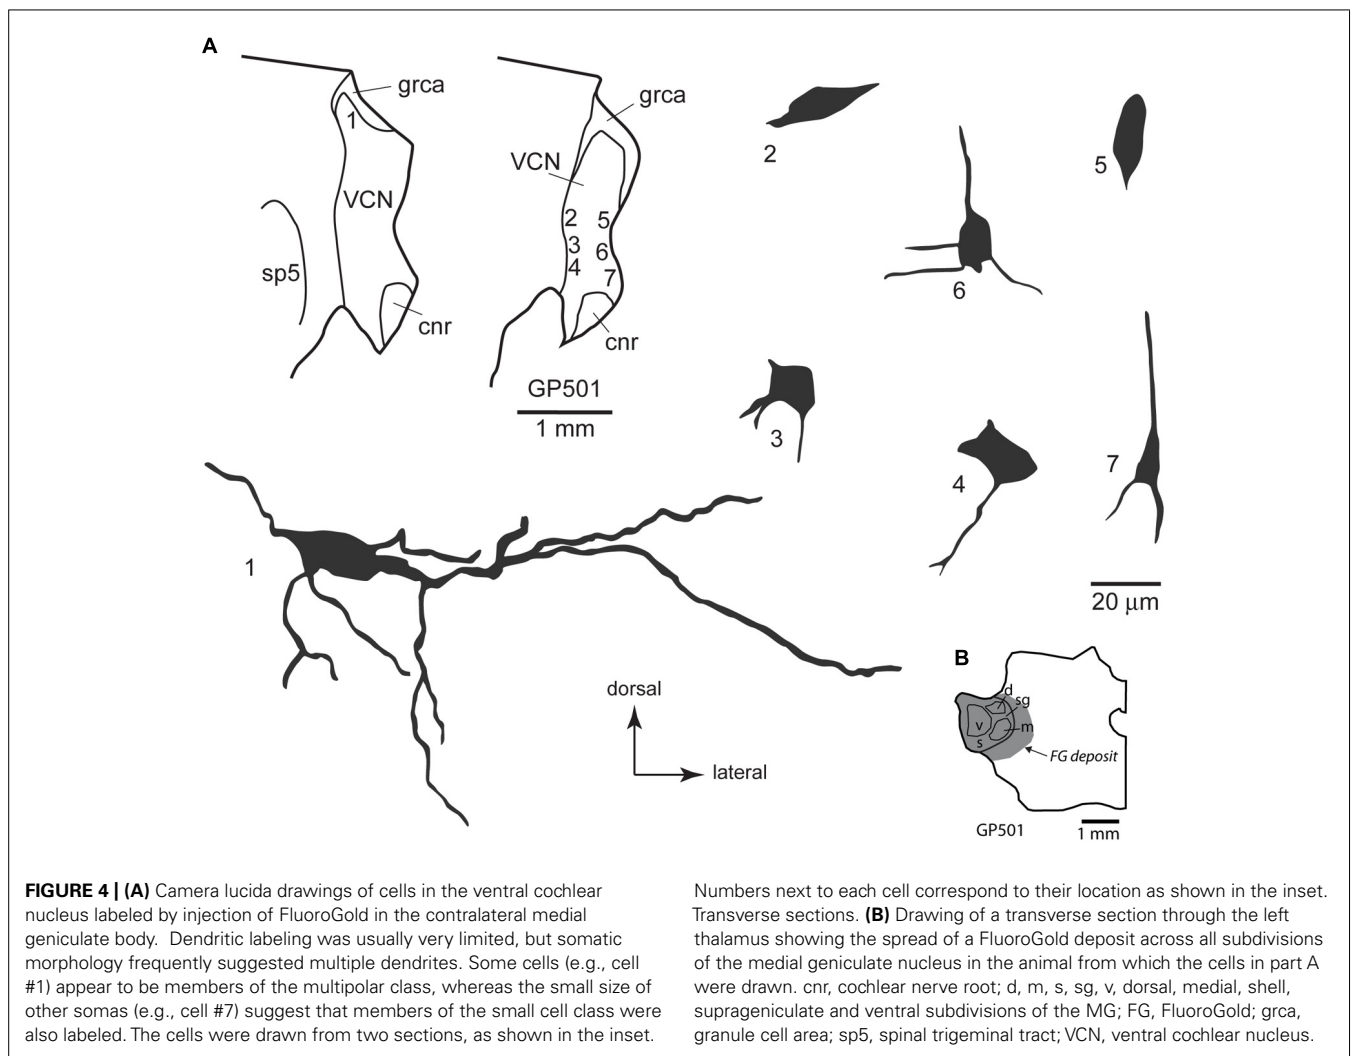 A
grca
1
VCN
sp5
cnr
grca
VCN
2
5
3
6
4
7
cnr
GP501
1 mm
2
5
6
3
4
7
20 μm
1
dorsal
lateral
B
d
sg
v
m
s
FG deposit
GP501
1 mm
FIGURE 4 | (A) Camera lucida drawings of cells in the ventral cochlear
nucleus labeled by injection of FluoroGold in the contralateral medial
geniculate body. Dendritic labeling was usually very limited, but somatic
morphology frequently suggested multiple dendrites. Some cells (e.g., cell
#1) appear to be members of the multipolar class, whereas the small size of
other somas (e.g., cell #7) suggest that members of the small cell class were
also labeled. The cells were drawn from two sections, as shown in the inset.
Numbers next to each cell correspond to their location as shown in the inset.
Transverse sections. (B) Drawing of a transverse section through the left
thalamus showing the spread of a FluoroGold deposit across all subdivisions
of the medial geniculate nucleus in the animal from which the cells in part A
were drawn. cnr, cochlear nerve root; d, m, s, sg, v, dorsal, medial, shell,
suprageniculate and ventral subdivisions of the MG; FG, FluoroGold; grca,
granule cell area; sp5, spinal trigeminal tract; VCN, ventral cochlear nucleus.